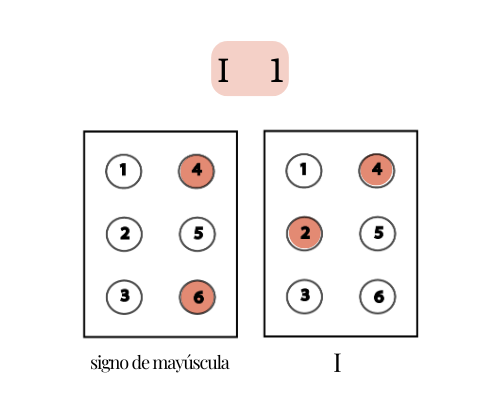 I 1
1 4 1 4
2 5 2 5
3 6 3 6
signo de mayúscula I